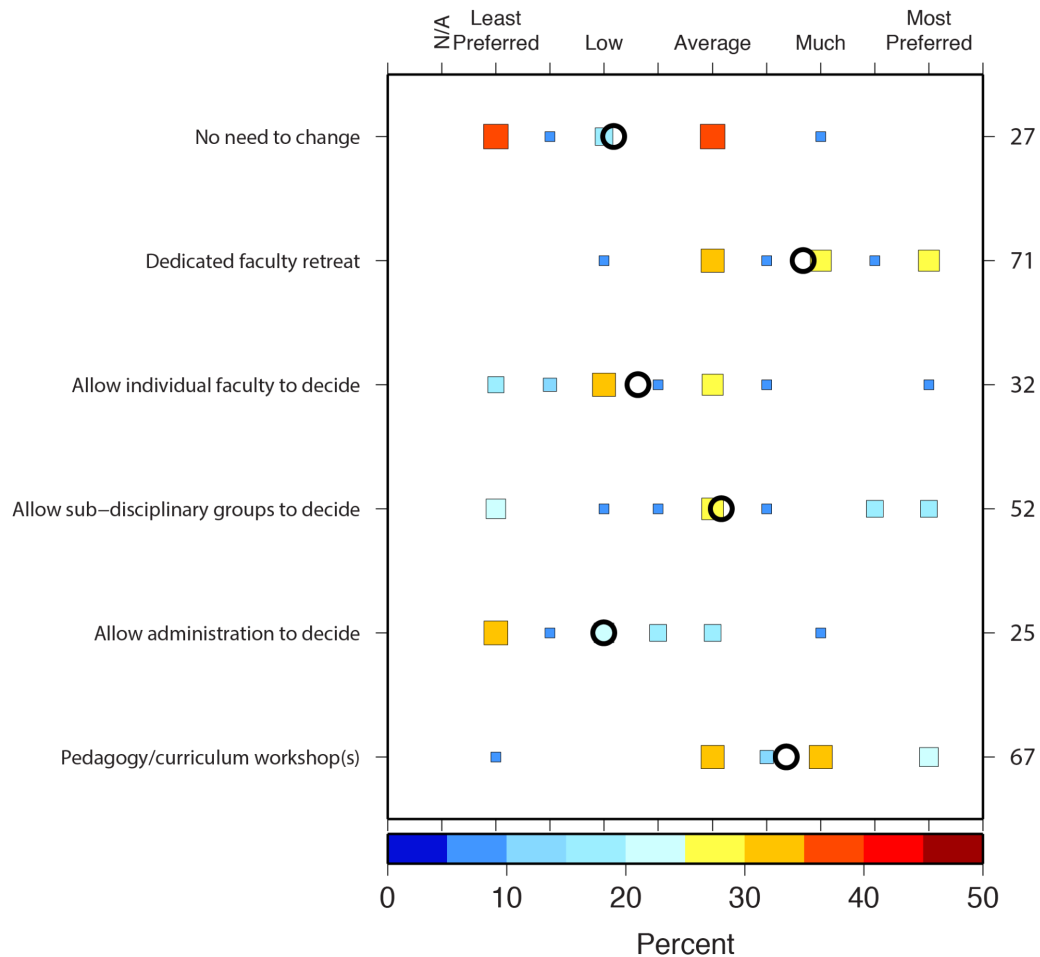 N/A
Least
Preferred
Low
Average
Much
Most
Preferred
No need to change
27
Dedicated faculty retreat
71
Allow individual faculty to decide
32
Allow sub−disciplinary groups to decide
52
Allow administration to decide
25
Pedagogy/curriculum workshop(s)
67
0 10 20 30 40 50
Percent